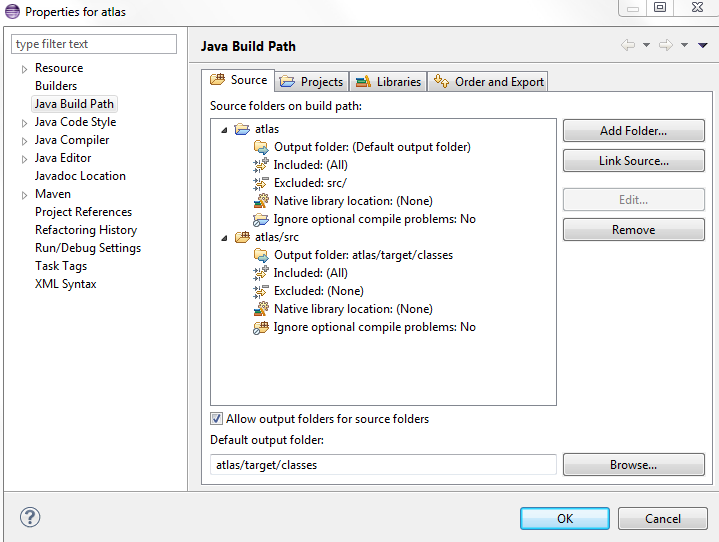 Properties for atlas
type filter text
Resource
Builders
Java Build Path
Java Code Style
Java Compiler
Java Editor
Javadoc Location
Maven
Project References
Refactoring History
Run/Debug Settings
Task Tags
XML Syntax
Java Build Path
Source
Projects
Libraries
Order and Export
Source folders on build path:
atlas
Output folder: (Default output folder)
Included: (All)
Excluded: src/
Native library location: (None)
Ignore optional compile problems: No
atlas/src
Output folder: atlas/target/classes
Included: (All)
Excluded: (None)
Native library location: (None)
Ignore optional compile problems: No
Add Folder...
Link Source...
Edit...
Remove
Allow output folders for source folders
Default output folder:
atlas/target/classes
Browse...
OK
Cancel